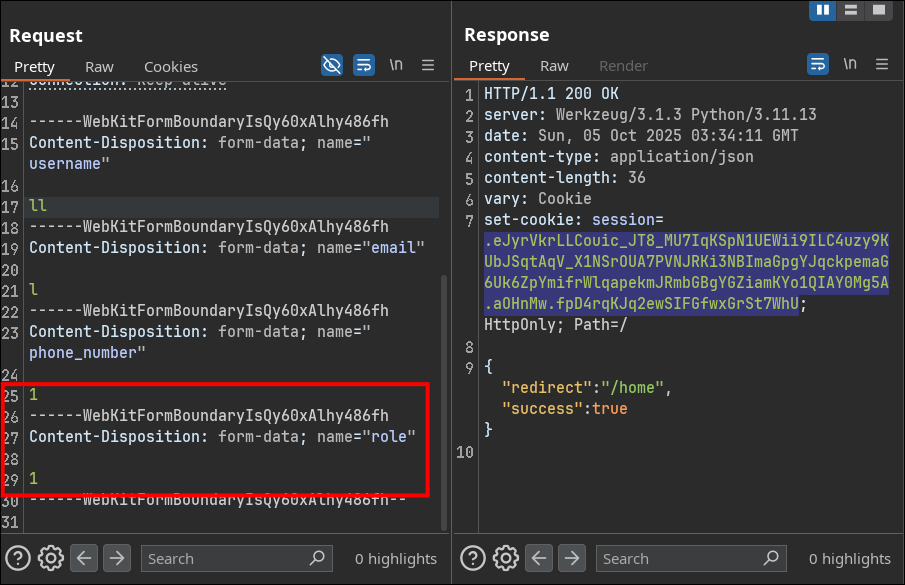 Request
Pretty Raw Cookies
\n
12 Connection: keep-alive
13
14 ------WebKitFormBoundaryIsQy60xAlhy486fh
15 Content-Disposition: form-data; name="
username"
16
17 ll
18 ------WebKitFormBoundaryIsQy60xAlhy486fh
19 Content-Disposition: form-data; name="email"
20
21 l
22 ------WebKitFormBoundaryIsQy60xAlhy486fh
23 Content-Disposition: form-data; name="
phone_number"
24
25 1
26 ------WebKitFormBoundaryIsQy60xAlhy486fh
27 Content-Disposition: form-data; name="role"
28
29 1
30 ------WebKitFormBoundaryIsQy60xAlhy486fh--
31
Search
0 highlights
Response
Pretty Raw Render
\n
1 HTTP/1.1 200 OK
2 server: Werkzeug/3.1.3 Python/3.11.13
3 date: Sun, 05 Oct 2025 03:34:11 GMT
4 content-type: application/json
5 content-length: 36
6 vary: Cookie
7 set-cookie: session=
.eJyrVkrLLCouic_JT8_MU7IqKSpN1UEWii9ILC4uzy9K
UbJSqtAqV_X1NSrOUA7PVNJRKi3NBImaGpgYJqckpemaG
6Uk6ZpYmifrWlqapekmJRmbGBgYGZiamKYo1QIAY0Mg5A
.aOHnMw.fpD4rqKJq2ewSIFGfwxGrSt7WhU;
HttpOnly; Path=/
8
9 {
"redirect":"/home",
"success":true
}
10
Search
0 highlights